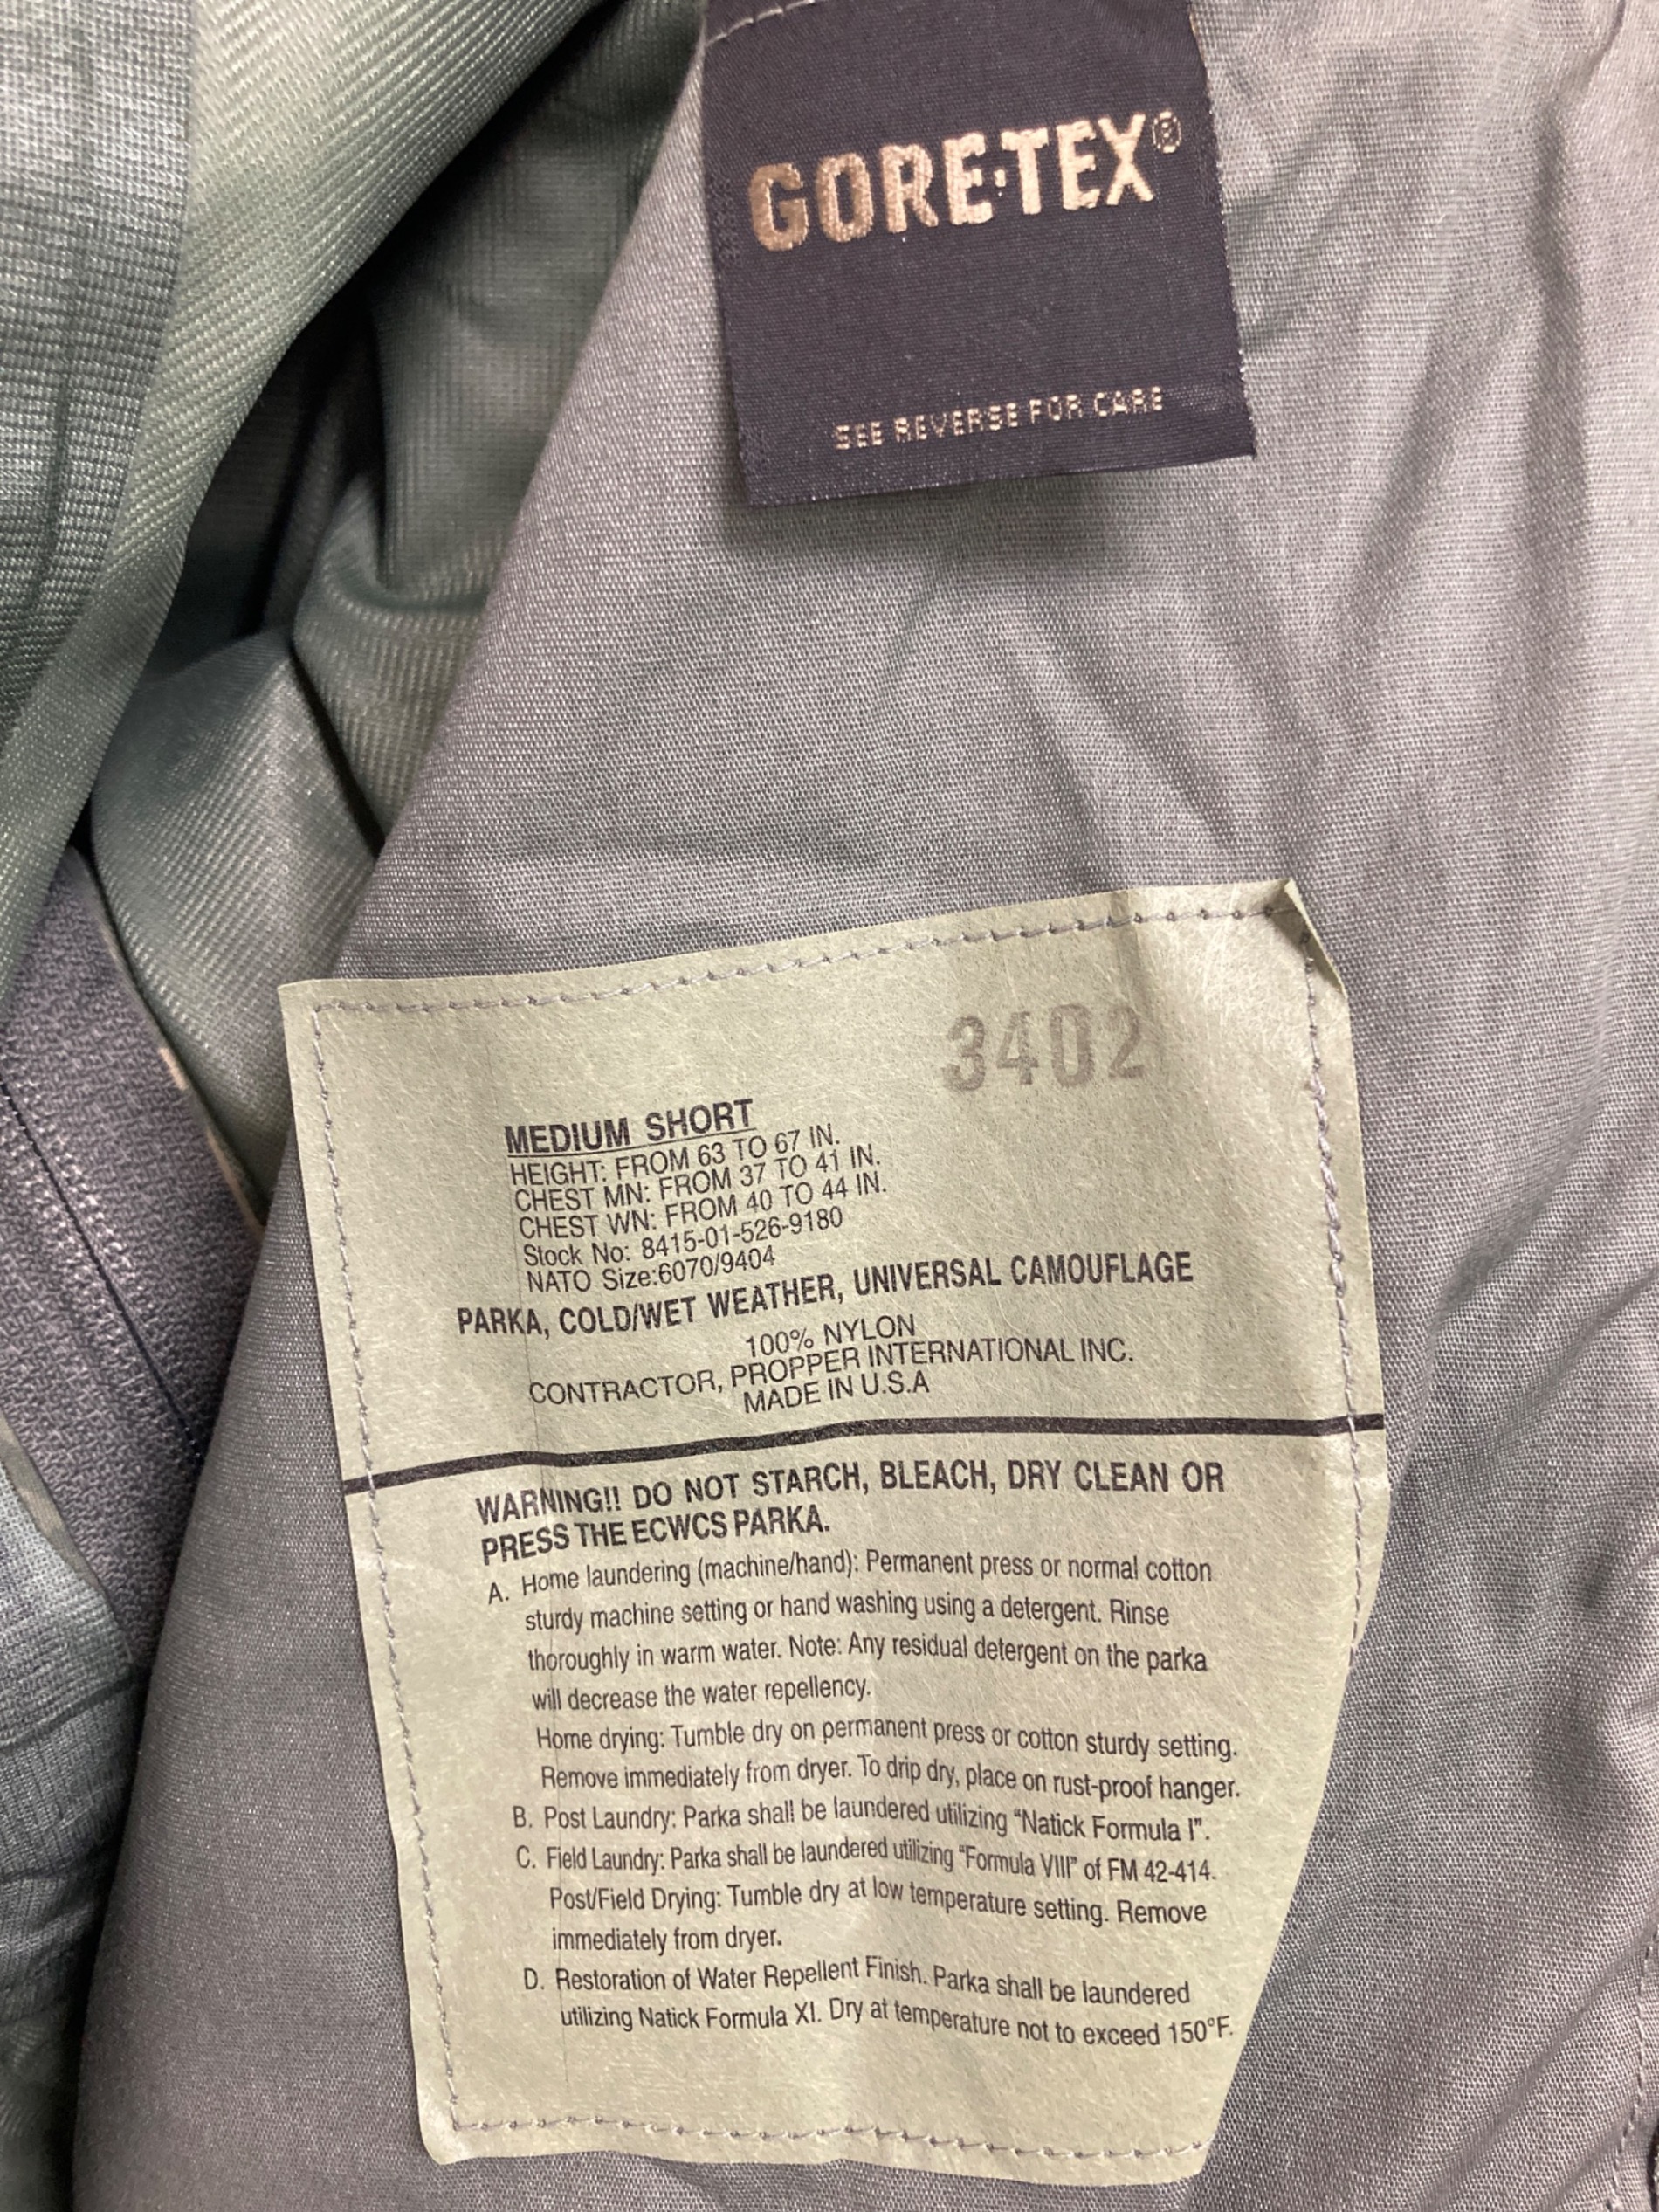 GORE-TEX®
SEE REVERSE FOR CARE
3402
MEDIUM SHORT
HEIGHT: FROM 63 TO 67 IN.
CHEST MN: FROM 37 TO 41 IN.
CHEST WN: FROM 40 TO 44 IN.
Stock No: 8415-01-526-9180
NATO Size:6070/9404
PARKA, COLD/WET WEATHER, UNIVERSAL CAMOUFLAGE
100% NYLON
CONTRACTOR, PROPPER INTERNATIONAL INC.
MADE IN U.S.A
WARNING!! DO NOT STARCH, BLEACH, DRY CLEAN OR
PRESS THE ECWCS PARKA.
A. Home laundering (machine/hand): Permanent press or normal cotton
sturdy machine setting or hand washing using a detergent. Rinse
thoroughly in warm water. Note: Any residual detergent on the parka
will decrease the water repellency.
Home drying: Tumble dry on permanent press or cotton sturdy setting.
Remove immediately from dryer. To drip dry, place on rust-proof hanger.
B. Post Laundry: Parka shall be laundered utilizing “Natick Formula I”.
C. Field Laundry: Parka shall be laundered utilizing “Formula VIII” of FM 42-414.
Post/Field Drying: Tumble dry at low temperature setting. Remove
immediately from dryer.
D. Restoration of Water Repellent Finish. Parka shall be laundered
utilizing Natick Formula XI. Dry at temperature not to exceed 150°F.